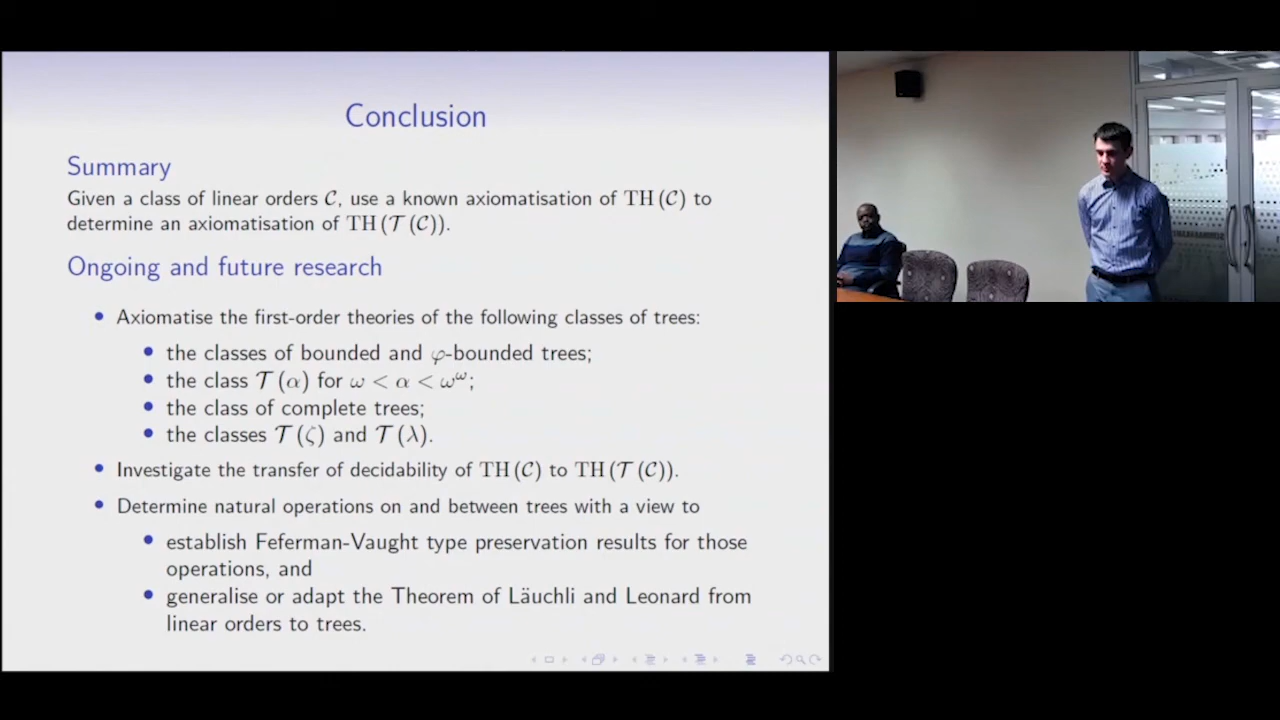 Conclusion
Summary
Given a class of linear orders 𝒞, use a known axiomatisation of TH(𝒞) to
determine an axiomatisation of TH(𝒯(𝒞)).
Ongoing and future research
• Axiomatise the first-order theories of the following classes of trees:
• the classes of bounded and φ-bounded trees;
• the class 𝒯(α) for ω < α < ω^ω;
• the class of complete trees;
• the classes 𝒯(ζ) and 𝒯(λ).
• Investigate the transfer of decidability of TH(𝒞) to TH(𝒯(𝒞)).
• Determine natural operations on and between trees with a view to
• establish Feferman-Vaught type preservation results for those
operations, and
• generalise or adapt the Theorem of Läuchli and Leonard from
linear orders to trees.